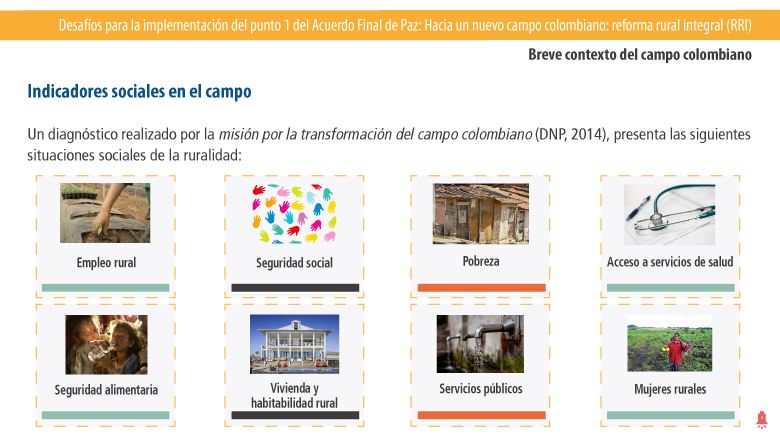 Desafíos para la implementación del punto 1 del Acuerdo Final de Paz: Hacia un nuevo campo colombiano: reforma rural integral (RRI)
Breve contexto del campo colombiano
Indicadores sociales en el campo
Un diagnóstico realizado por la misión por la transformación del campo colombiano (DNP, 2014), presenta las siguientes
situaciones sociales de la ruralidad:
Empleo rural
Seguridad social
Pobreza
Acceso a servicios de salud
Seguridad alimentaria
Vivienda y
habitabilidad rural
Servicios públicos
Mujeres rurales